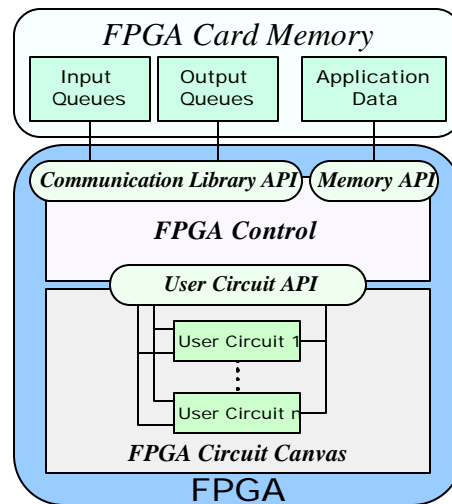 FPGA Card Memory
Input
Queues
Output
Queues
Application
Data
Communication Library API
Memory API
FPGA Control
User Circuit API
User Circuit 1
User Circuit n
FPGA Circuit Canvas
FPGA